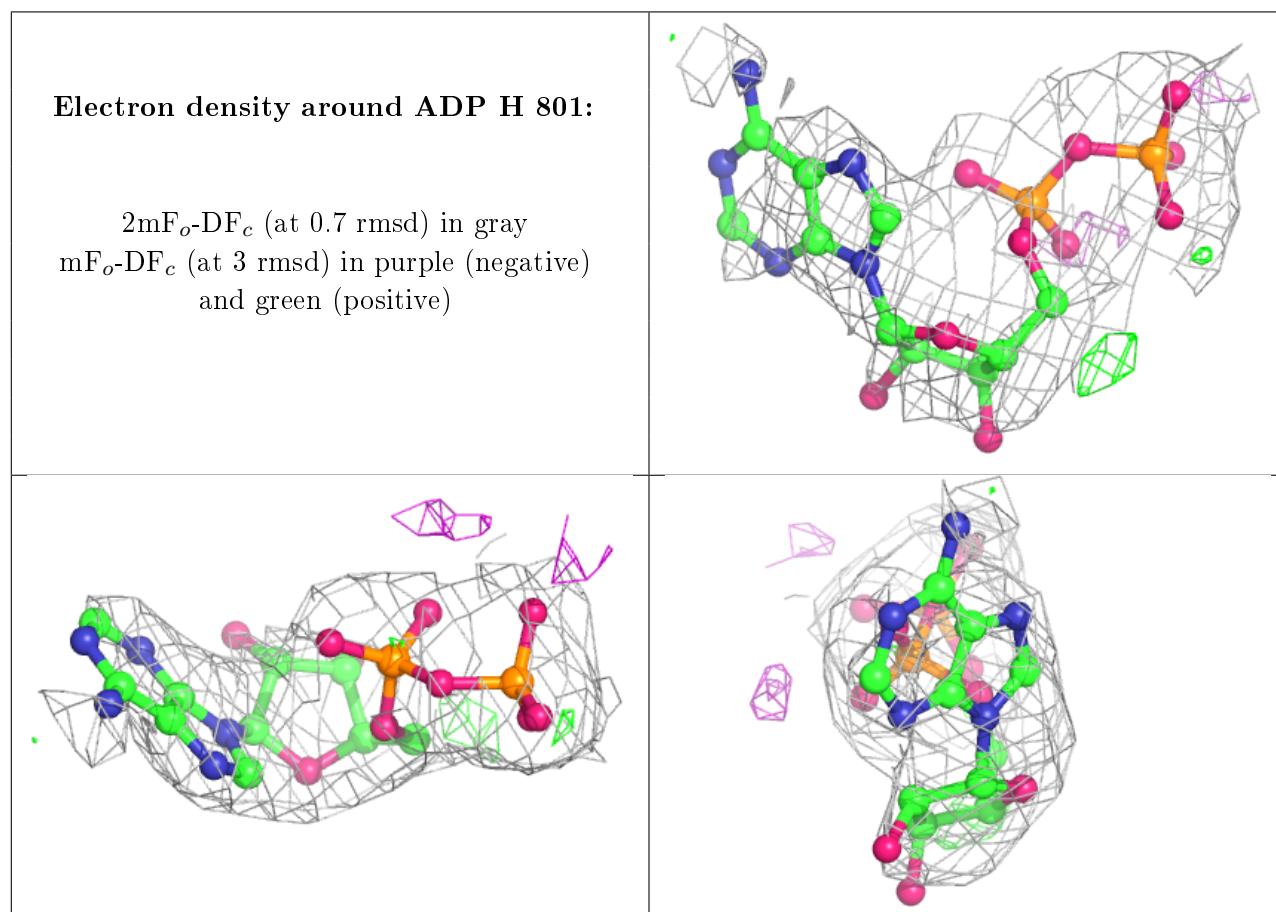 Electron density around ADP H 801:
2mFₒ-DF𝒸 (at 0.7 rmsd) in gray
mFₒ-DF𝒸 (at 3 rmsd) in purple (negative)
and green (positive)